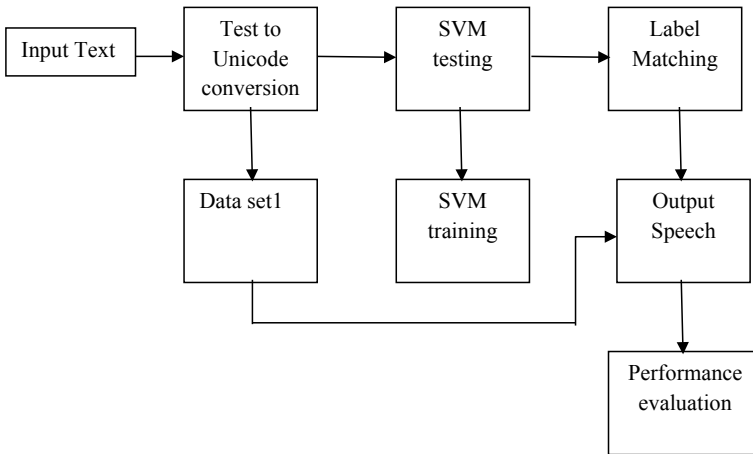 Input Text
Test to
Unicode
conversion
SVM
testing
Label
Matching
Data set1
SVM
training
Output
Speech
Performance
evaluation